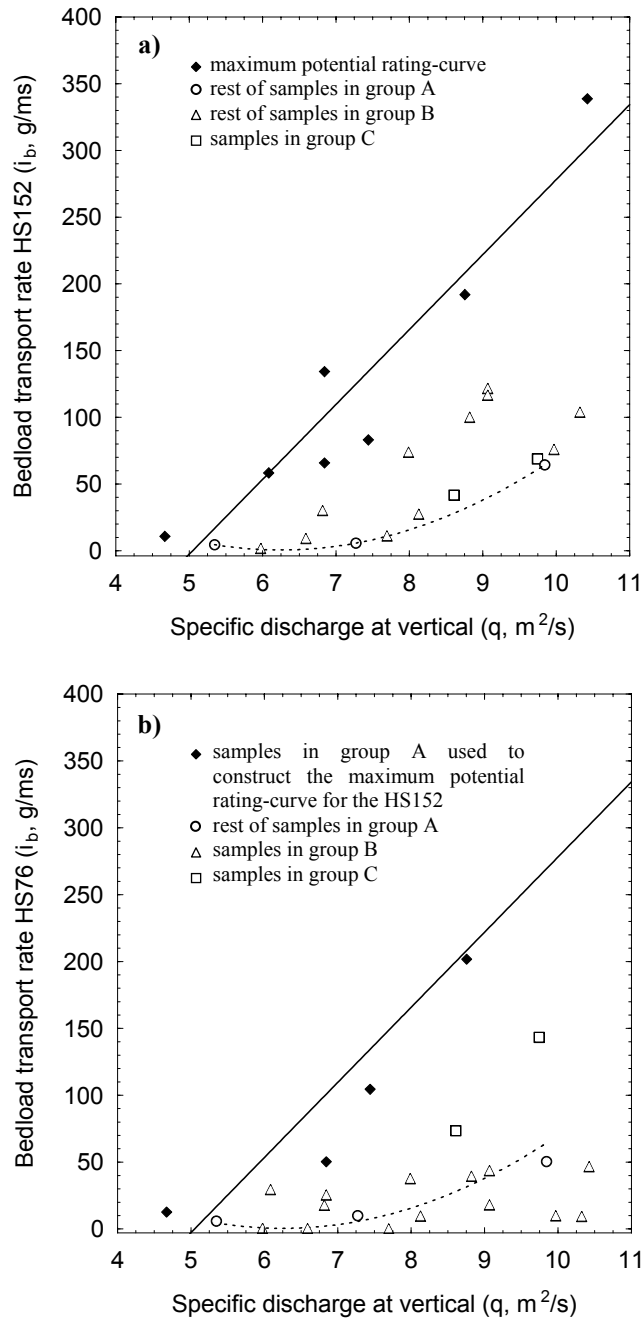 a)
maximum potential rating-curve
rest of samples in group A
rest of samples in group B
samples in group C
Bedload transport rate HS152 (i_b, g/ms)
400
350
300
250
200
150
100
50
0
4 5 6 7 8 9 10 11
Specific discharge at vertical (q, m²/s)
b)
samples in group A used to
construct the maximum potential
rating-curve for the HS152
rest of samples in group A
samples in group B
samples in group C
Bedload transport rate HS76 (i_b, g/ms)
400
350
300
250
200
150
100
50
0
4 5 6 7 8 9 10 11
Specific discharge at vertical (q, m²/s)